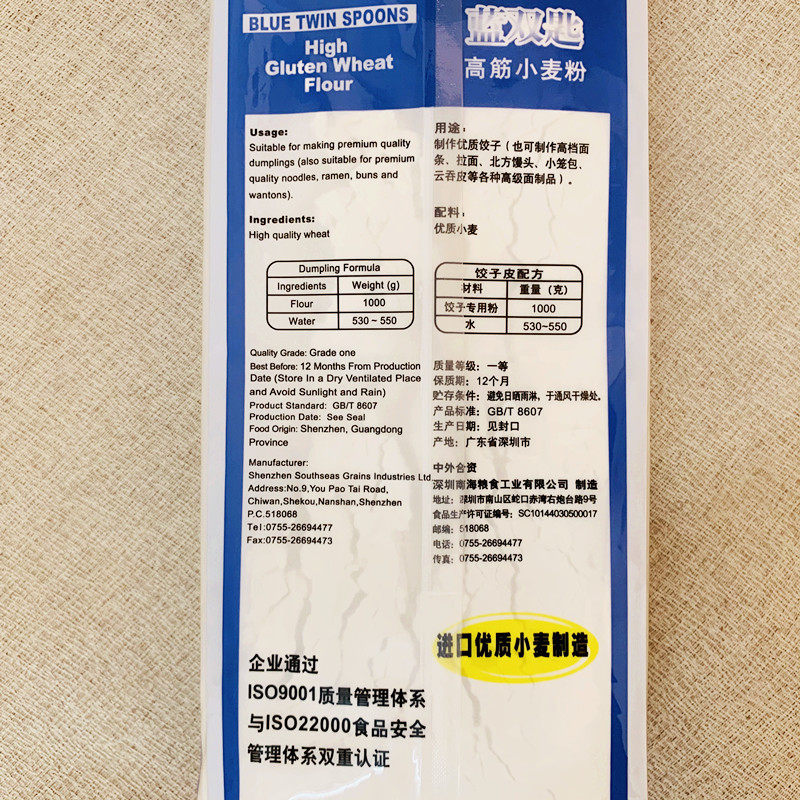 BLUE TWIN SPOONS
High
Gluten Wheat
Flour
Usage:
Suitable for making premium quality
dumplings (also suitable for premium
quality noodles, ramen, buns and
wantons).
Ingredients:
High quality wheat
Dumpling Formula
Ingredients Weight (g)
Flour 1000
Water 530 ~ 550
Quality Grade: Grade one
Best Before: 12 Months From Production
Date (Store In a Dry Ventilated Place
and Avoid Sunlight and Rain)
Product Standard: GB/T 8607
Production Date: See Seal
Food Origin: Shenzhen, Guangdong
Province
Manufacturer:
Shenzhen Southseas Grains Industries Ltd.
Address:No.9,You Pao Tai Road,
Chiwan,Shekou,Nanshan,Shenzhen
P.C.518068
Tel:0755-26694477
Fax:0755-26694473
企业通过
ISO9001质量管理体系
与ISO22000食品安全
管理体系双重认证
蓝双匙
高筋小麦粉
用途：
制作优质饺子（也可制作高档面
条、拉面、北方馒头、小笼包、
云吞皮等各种高级面制品）。
配料：
优质小麦
饺子皮配方
材料 重量（克）
饺子专用粉 1000
水 530~550
质量等级：一等
保质期：12个月
贮存条件：避免日晒雨淋，于通风干燥处。
产品标准：GB/T 8607
生产日期：见封口
产地：广东省深圳市
中外合资
深圳南海粮食工业有限公司 制造
地址：深圳市南山区蛇口赤湾右炮台路9号
食品生产许可证编号：SC10144030500017
邮编：518068
电话：0755-26694477
传真：0755-26694473
进口优质小麦制造